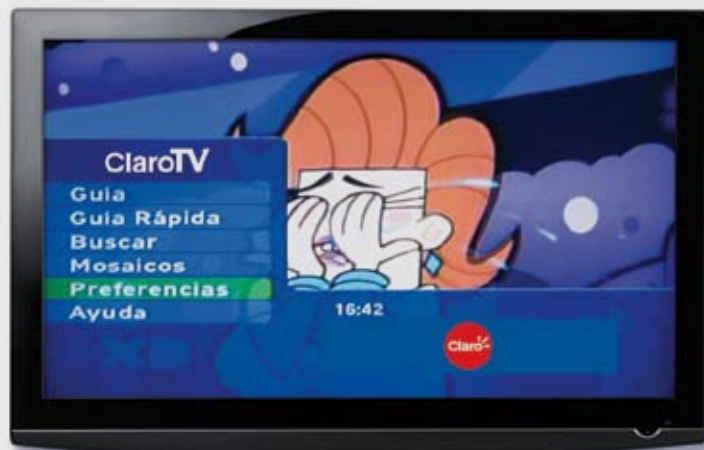 ClaroTV
Guia
Guia Rápida
Buscar
Mosaicos
Preferencias
Ayuda
16:42
Claro